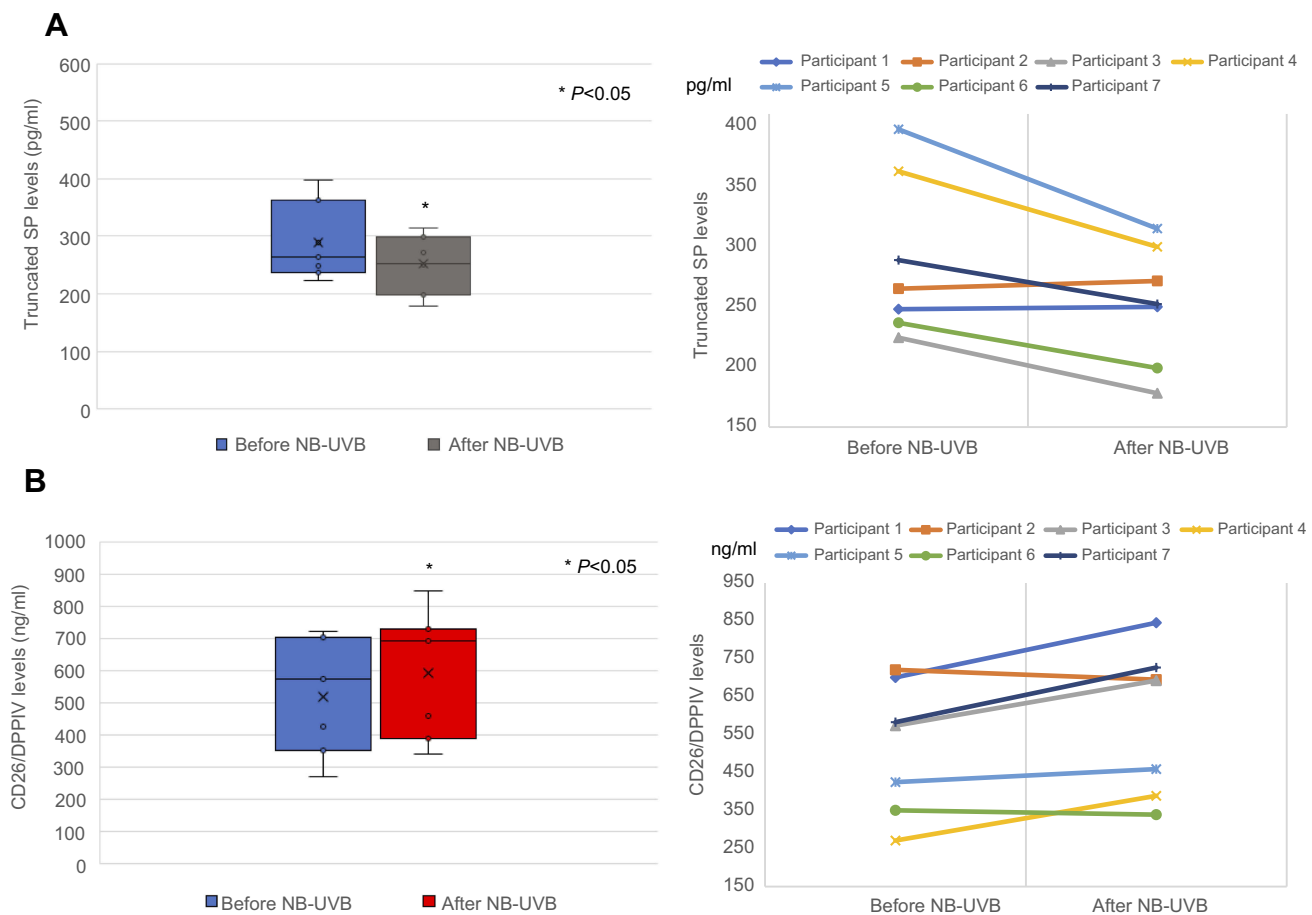 A
600
500
400
300
200
100
0
Truncated SP levels (pg/ml)
* P<0.05
*
Before NB-UVB After NB-UVB
Participant 1 Participant 2 Participant 3 Participant 4
Participant 5 Participant 6 Participant 7
pg/ml
400
350
300
250
200
150
Truncated SP levels
Before NB-UVB After NB-UVB
B
1000
900
800
700
600
500
400
300
200
100
0
CD26/DPPIV levels (ng/ml)
* P<0.05
*
Before NB-UVB After NB-UVB
Participant 1 Participant 2 Participant 3 Participant 4
Participant 5 Participant 6 Participant 7
ng/ml
950
850
750
650
550
450
350
250
150
CD26/DPPIV levels
Before NB-UVB After NB-UVB